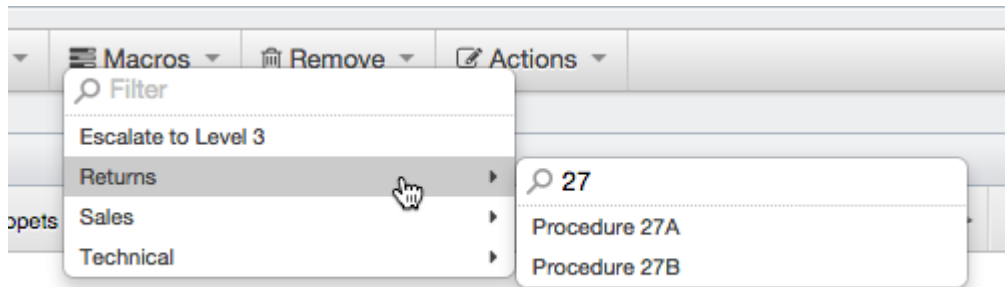 Macros Remove Actions
Filter
Escalate to Level 3
Returns
27
Sales
Procedure 27A
Technical
Procedure 27B